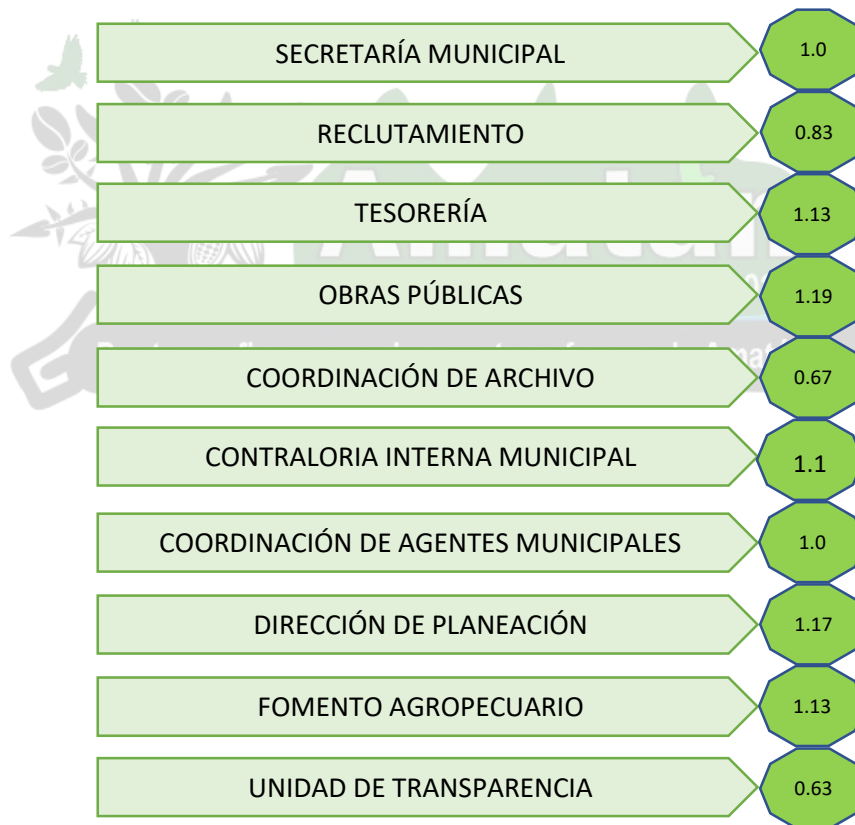 SECRETARÍA MUNICIPAL 1.0
RECLUTAMIENTO 0.83
TESORERÍA 1.13
OBRAS PÚBLICAS 1.19
COORDINACIÓN DE ARCHIVO 0.67
CONTRALORIA INTERNA MUNICIPAL 1.1
COORDINACIÓN DE AGENTES MUNICIPALES 1.0
DIRECCIÓN DE PLANEACIÓN 1.17
FOMENTO AGROPECUARIO 1.13
UNIDAD DE TRANSPARENCIA 0.63